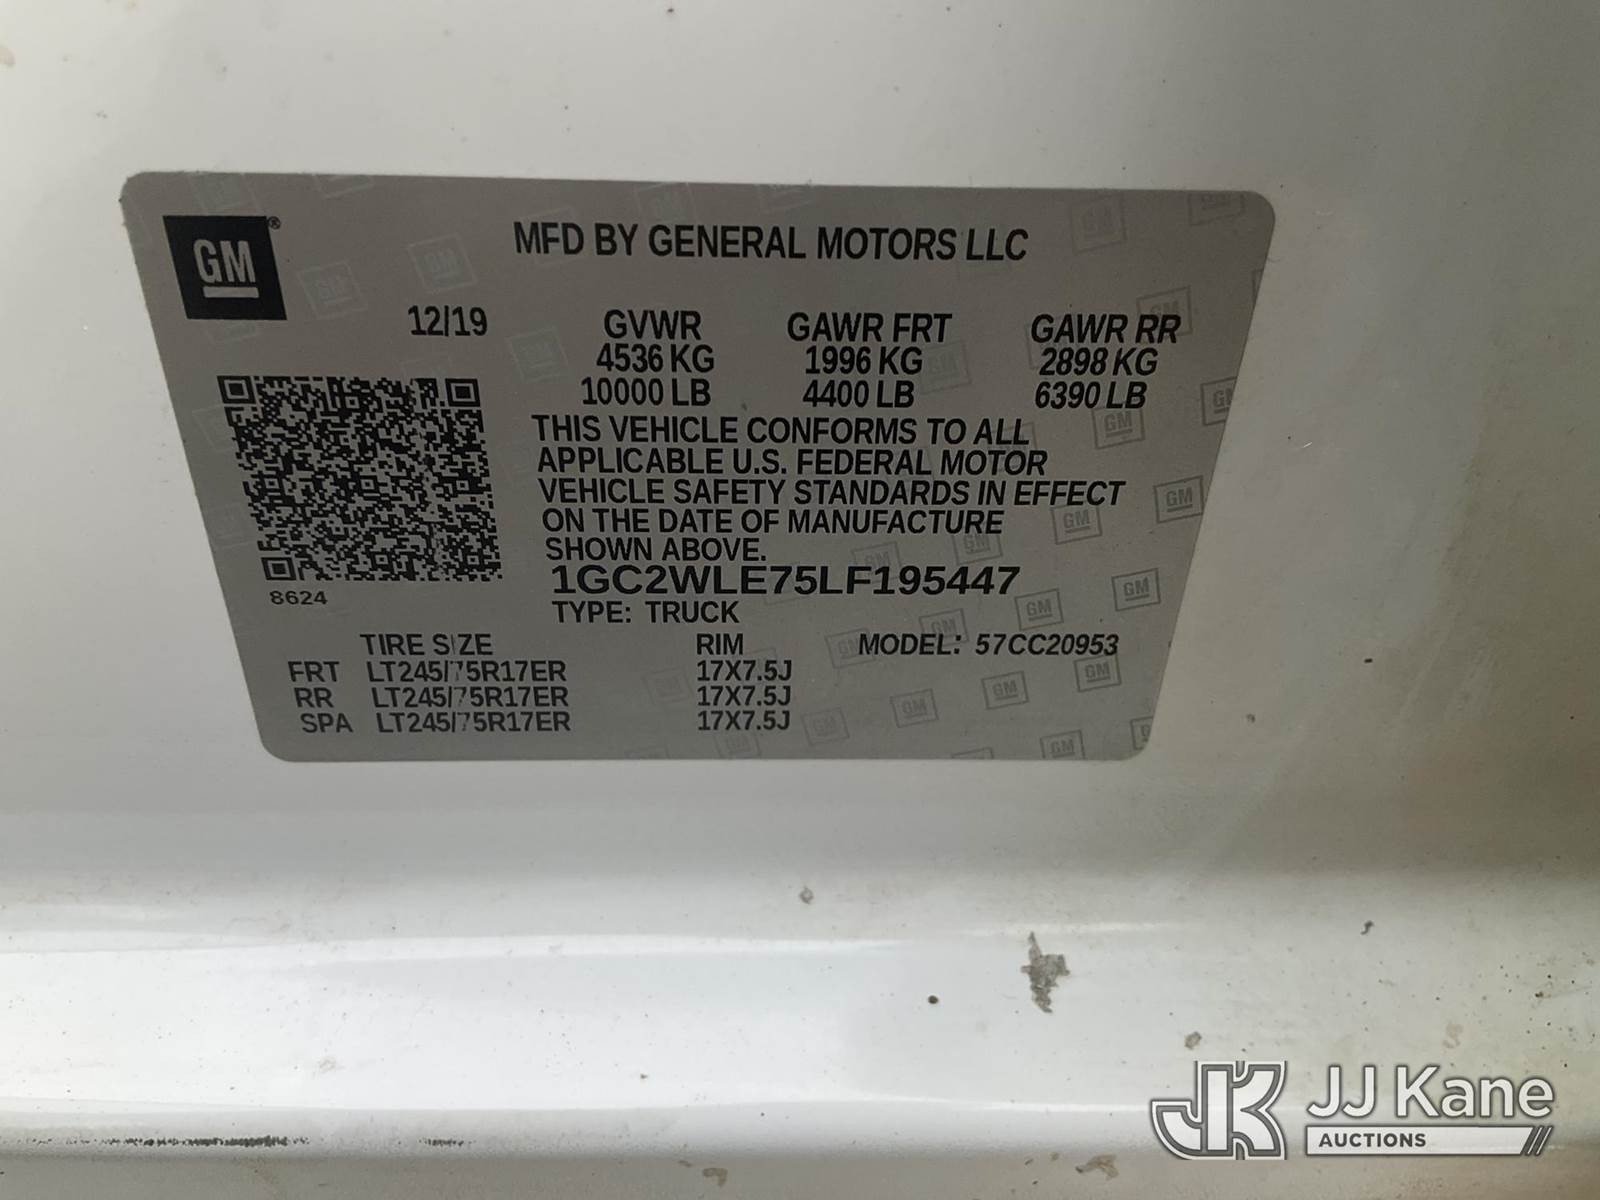 GM®
MFD BY GENERAL MOTORS LLC
12/19 GVWR GAWR FRT GAWR RR
4536 KG 1996 KG 2898 KG
10000 LB 4400 LB 6390 LB
THIS VEHICLE CONFORMS TO ALL
APPLICABLE U.S. FEDERAL MOTOR
VEHICLE SAFETY STANDARDS IN EFFECT
ON THE DATE OF MANUFACTURE
SHOWN ABOVE.
8624
1GC2WLE75LF195447
TYPE: TRUCK
TIRE SIZE RIM MODEL: 57CC20953
FRT LT245/75R17ER 17X7.5J
RR LT245/75R17ER 17X7.5J
SPA LT245/75R17ER 17X7.5J
JK JJ Kane
AUCTIONS